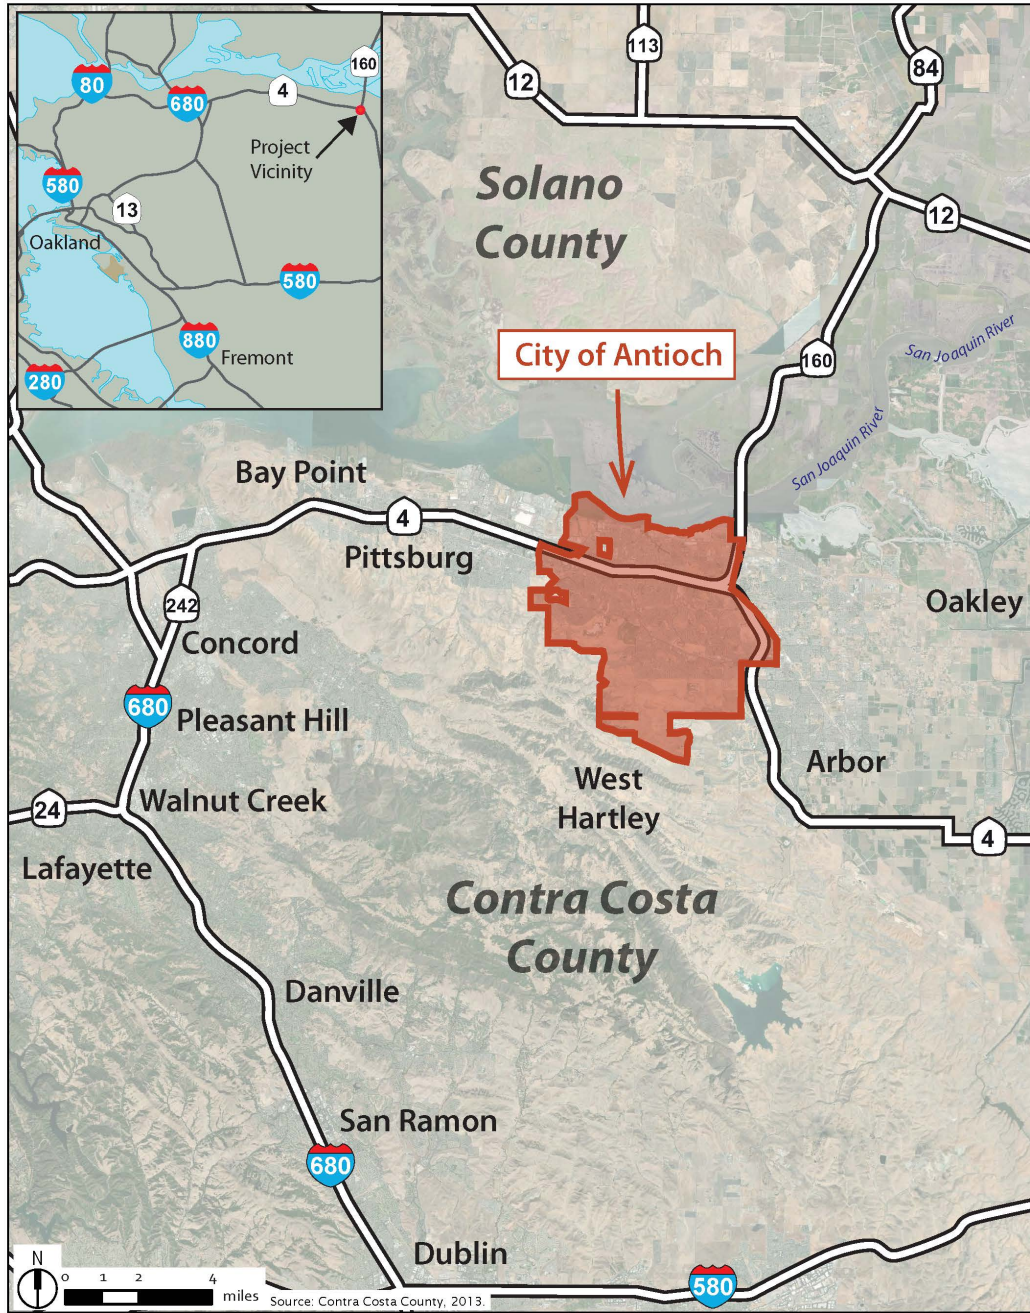 80
680
4
160
Project
Vicinity
580
13
Oakland
580
880
Fremont
280
12
113
84
12
Solano
County
160
San Joaquin River
City of Antioch
San Joaquin River
Bay Point
4
Pittsburg
242
Oakley
Concord
680
Pleasant Hill
Arbor
West
Hartley
24
Walnut Creek
4
Lafayette
Contra Costa
County
Danville
San Ramon
680
Dublin
580
N
0 1 2 4
miles
Source: Contra Costa County, 2013.